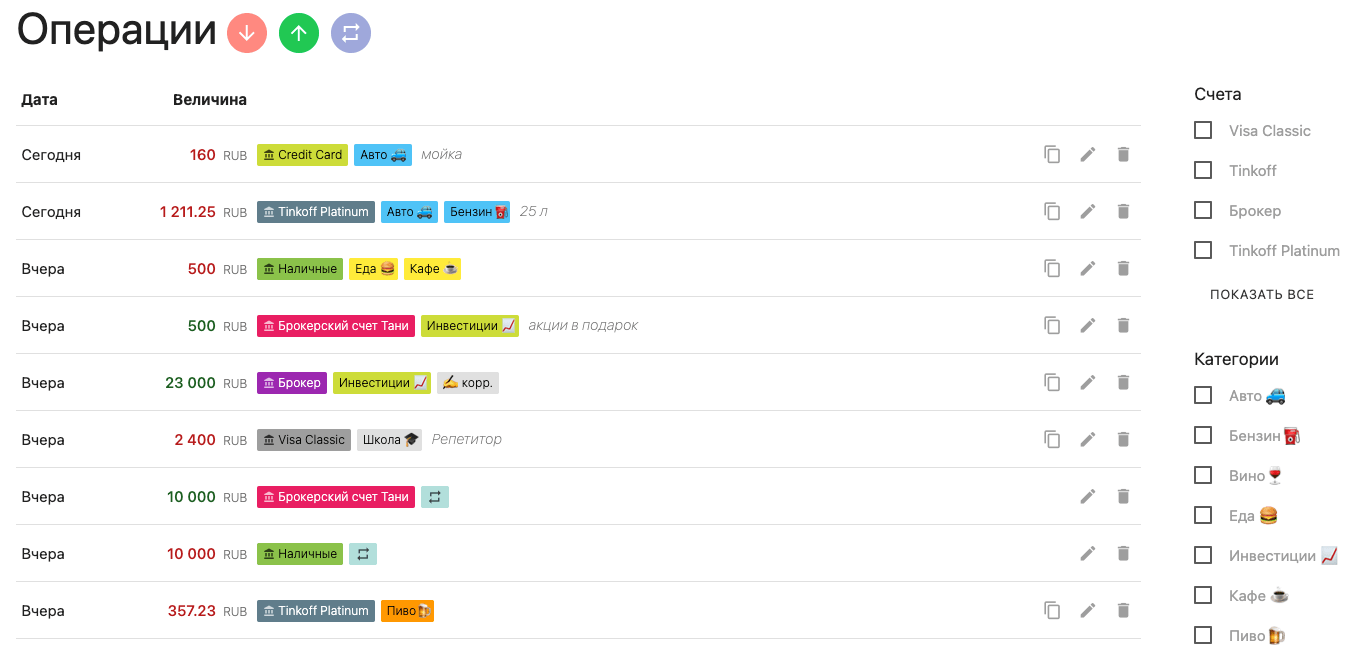 Операции
Дата Величина
Сегодня 160 RUB Credit Card Авто мойка
Сегодня 1 211.25 RUB Tinkoff Platinum Авто Бензин 25 л
Вчера 500 RUB Наличные Еда Кафе
Вчера 500 RUB Брокерский счет Тани Инвестиции акции в подарок
Вчера 23 000 RUB Брокер Инвестиции корр.
Вчера 2 400 RUB Visa Classic Школа Репетитор
Вчера 10 000 RUB Брокерский счет Тани
Вчера 10 000 RUB Наличные
Вчера 357.23 RUB Tinkoff Platinum Пиво
Счета
Visa Classic
Tinkoff
Брокер
Tinkoff Platinum
ПОКАЗАТЬ ВСЕ
Категории
Авто
Бензин
Вино
Еда
Инвестиции
Кафе
Пиво